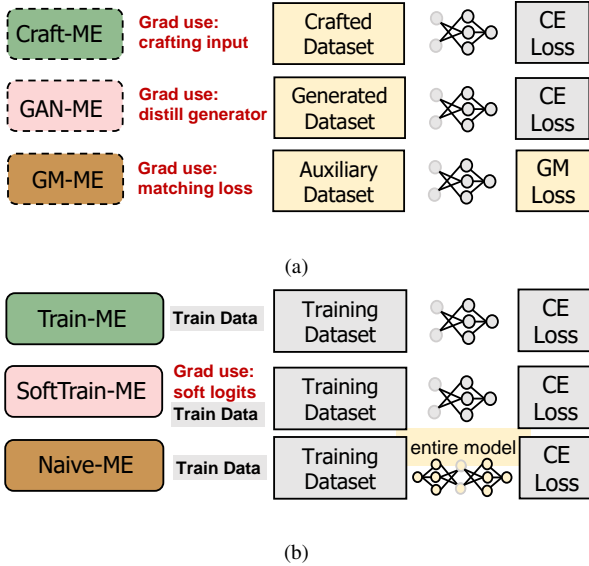 Craft-ME
Grad use:
crafting input
Crafted
Dataset
CE
Loss
GAN-ME
Grad use:
distill generator
Generated
Dataset
CE
Loss
GM-ME
Grad use:
matching loss
Auxiliary
Dataset
GM
Loss
(a)
Train-ME
Train Data
Training
Dataset
CE
Loss
SoftTrain-ME
Grad use:
soft logits
Train Data
Training
Dataset
CE
Loss
Naive-ME
Train Data
Training
Dataset
entire model
CE
Loss
(b)